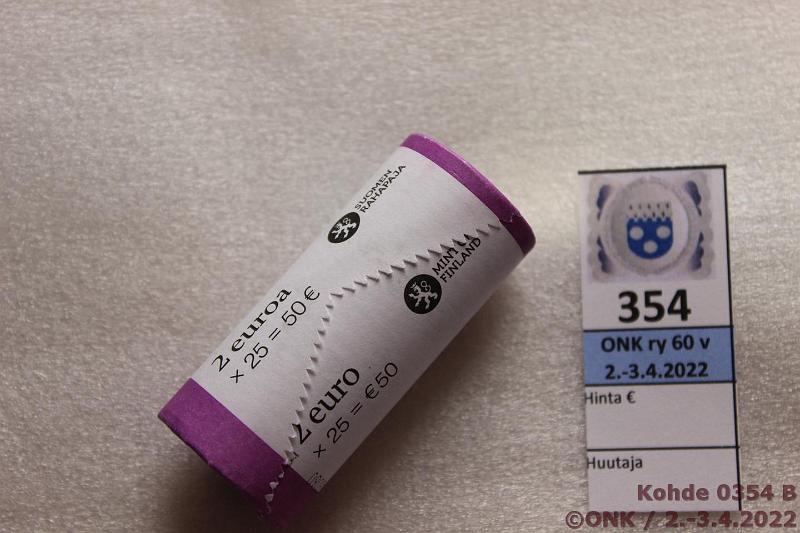 SUOMEN
RAHAPAJA
2 euroa
× 25 = 50 €
MINT
FINLAND
2 euro
× 25 = €50
354
ONK ry 60 v
2.-3.4.2022
Hinta €
Huutaja
Kohde 0354 B
©ONK / 2.-3.4.2022